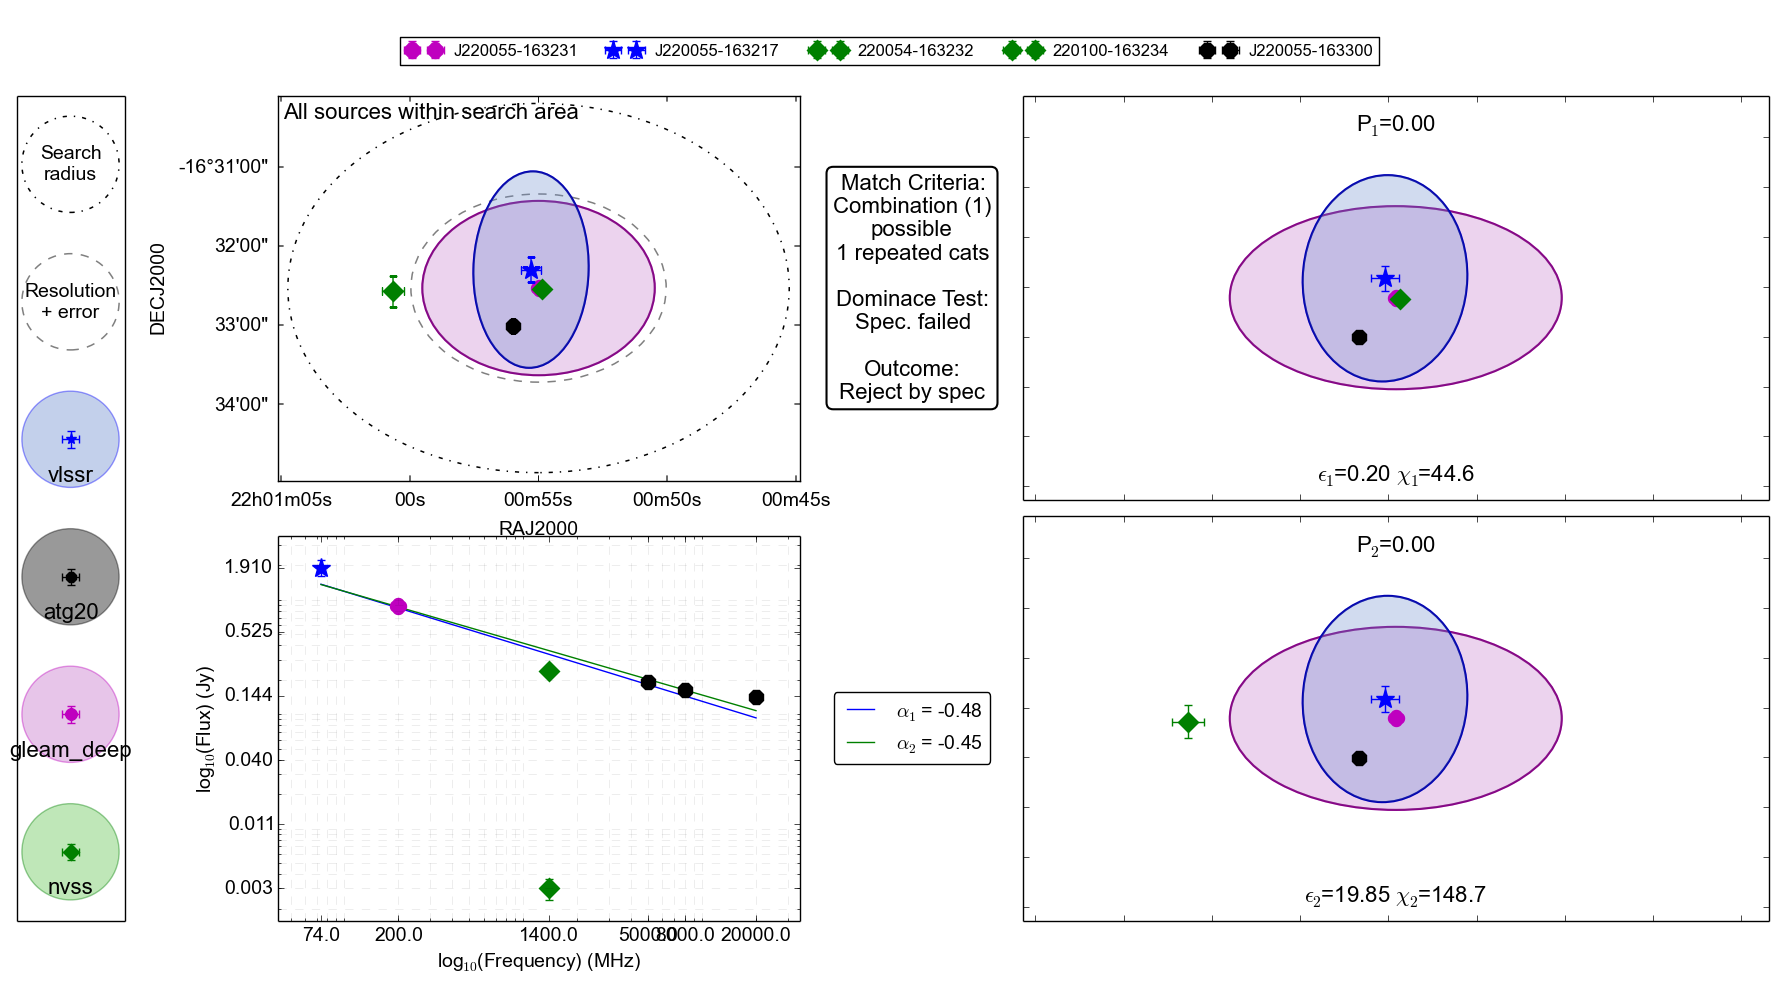 J220055-163231 J220055-163217 220054-163232 220100-163234 J220055-163300
Search
radius
Resolution
+ error
vlssr
atg20
gleam_deep
nvss
All sources within search area
DECJ2000
-16°31'00"
32'00"
33'00"
34'00"
22h01m05s 00s 00m55s 00m50s 00m45s
RAJ2000
Match Criteria:
Combination (1)
possible
1 repeated cats
Dominace Test:
Spec. failed
Outcome:
Reject by spec
P1=0.00
ϵ1=0.20 χ1=44.6
log10(Flux) (Jy)
1.910
0.525
0.144
0.040
0.011
0.003
74.0 200.0 1400.0 5000.0 8000.0 20000.0
log10(Frequency) (MHz)
α1 = -0.48
α2 = -0.45
P2=0.00
ϵ2=19.85 χ2=148.7